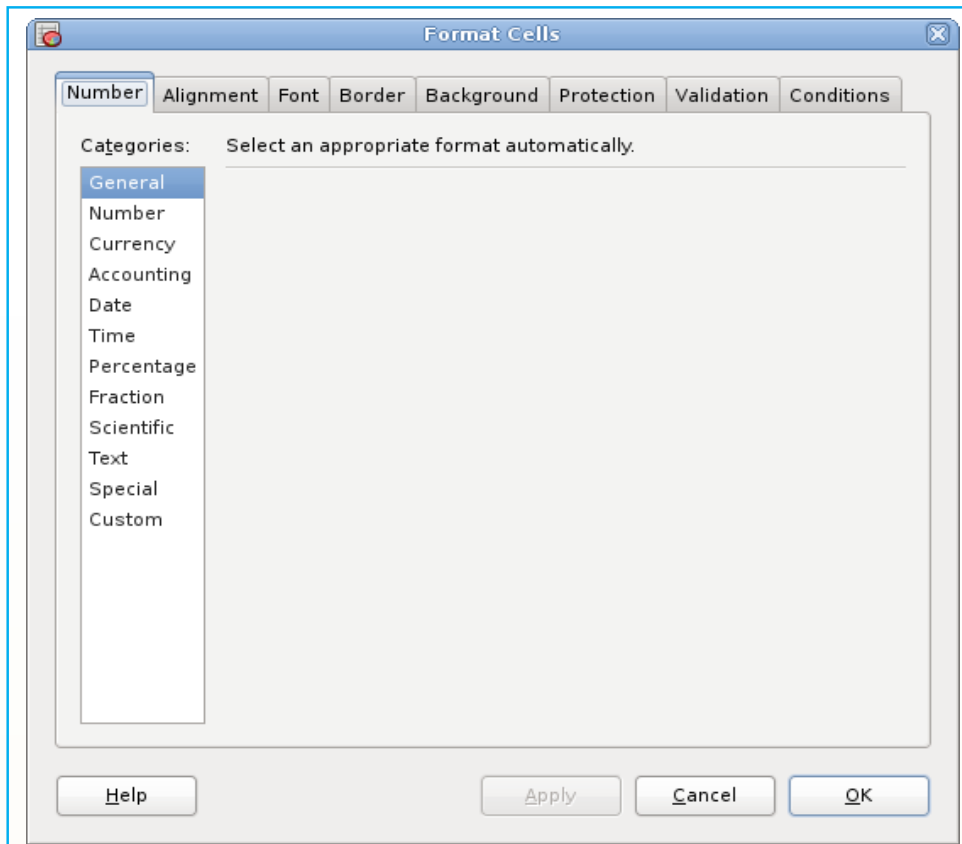 Format Cells
Number Alignment Font Border Background Protection Validation Conditions
Categories: Select an appropriate format automatically.
General
Number
Currency
Accounting
Date
Time
Percentage
Fraction
Scientific
Text
Special
Custom
Help Apply Cancel OK